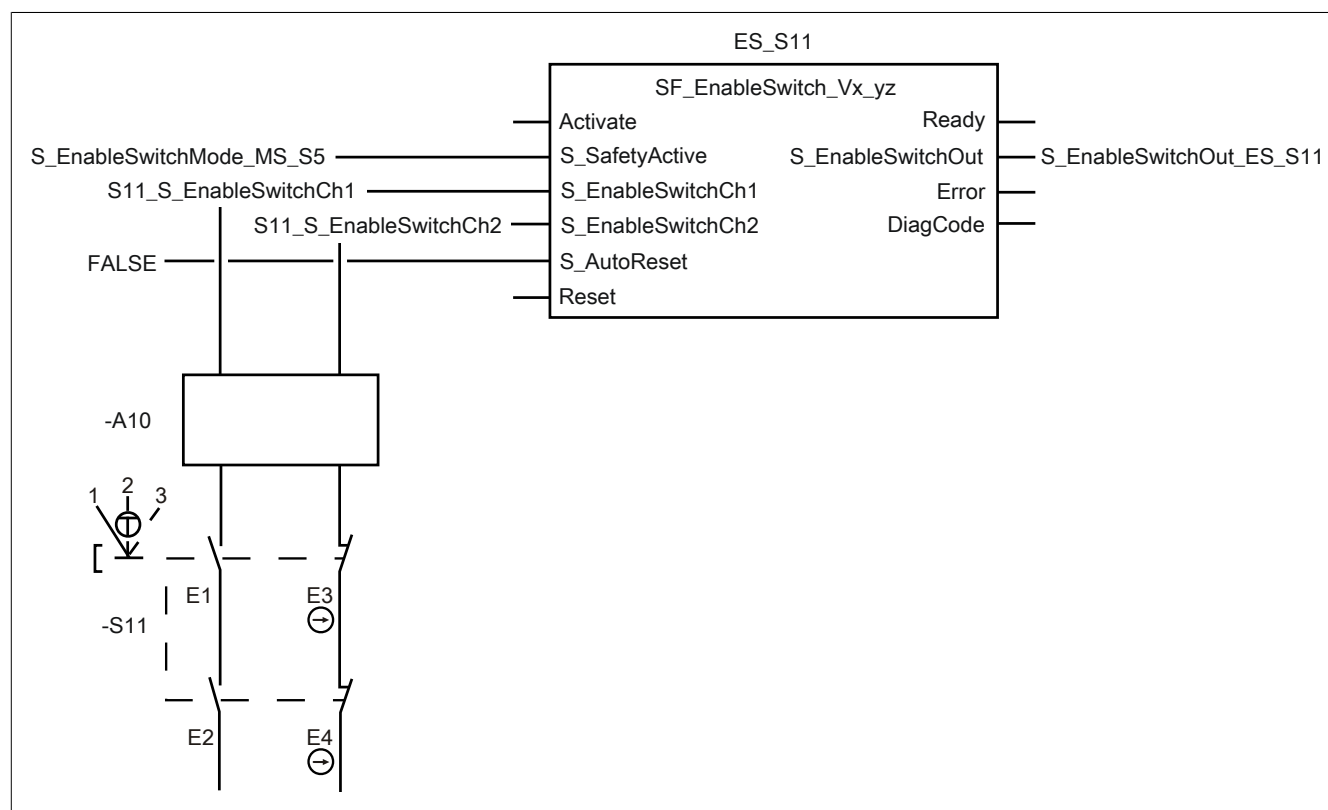 ES_S11
SF_EnableSwitch_Vx_yz
Activate
Ready
S_EnableSwitchMode_MS_S5
S_SafetyActive
S_EnableSwitchOut
S_EnableSwitchOut_ES_S11
S11_S_EnableSwitchCh1
S_EnableSwitchCh1
Error
S11_S_EnableSwitchCh2
S_EnableSwitchCh2
DiagCode
FALSE
S_AutoReset
Reset
-A10
1
2
3
E1
E3
-S11
E2
E4